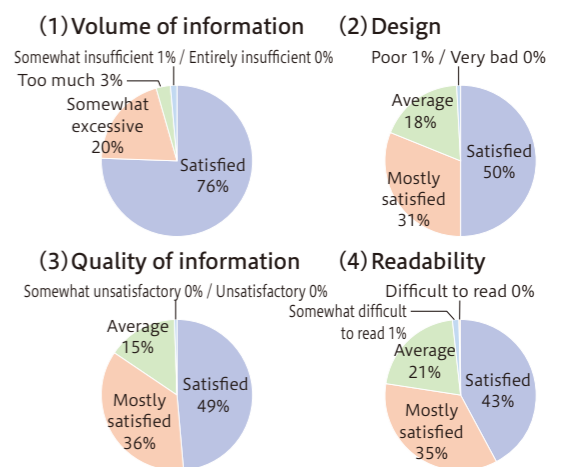 (1) Volume of information
Somewhat insufficient 1% / Entirely insufficient 0%
Too much 3%
Somewhat
excessive
20%
Satisfied
76%
(2) Design
Poor 1% / Very bad 0%
Average
18%
Satisfied
50%
Mostly
satisfied
31%
(3) Quality of information
Somewhat unsatisfactory 0% / Unsatisfactory 0%
Average
15%
Satisfied
49%
Mostly
satisfied
36%
(4) Readability
Difficult to read 0%
Somewhat difficult
to read 1%
Average
21%
Satisfied
43%
Mostly
satisfied
35%